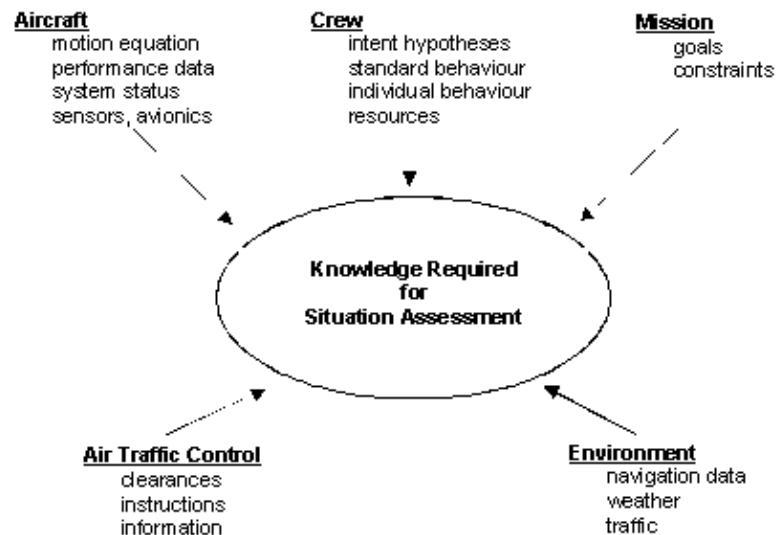 Aircraft
motion equation
performance data
system status
sensors, avionics
Crew
intent hypotheses
standard behaviour
individual behaviour
resources
Mission
goals
constraints
Knowledge Required
for
Situation Assessment
Air Traffic Control
clearances
instructions
information
Environment
navigation data
weather
traffic